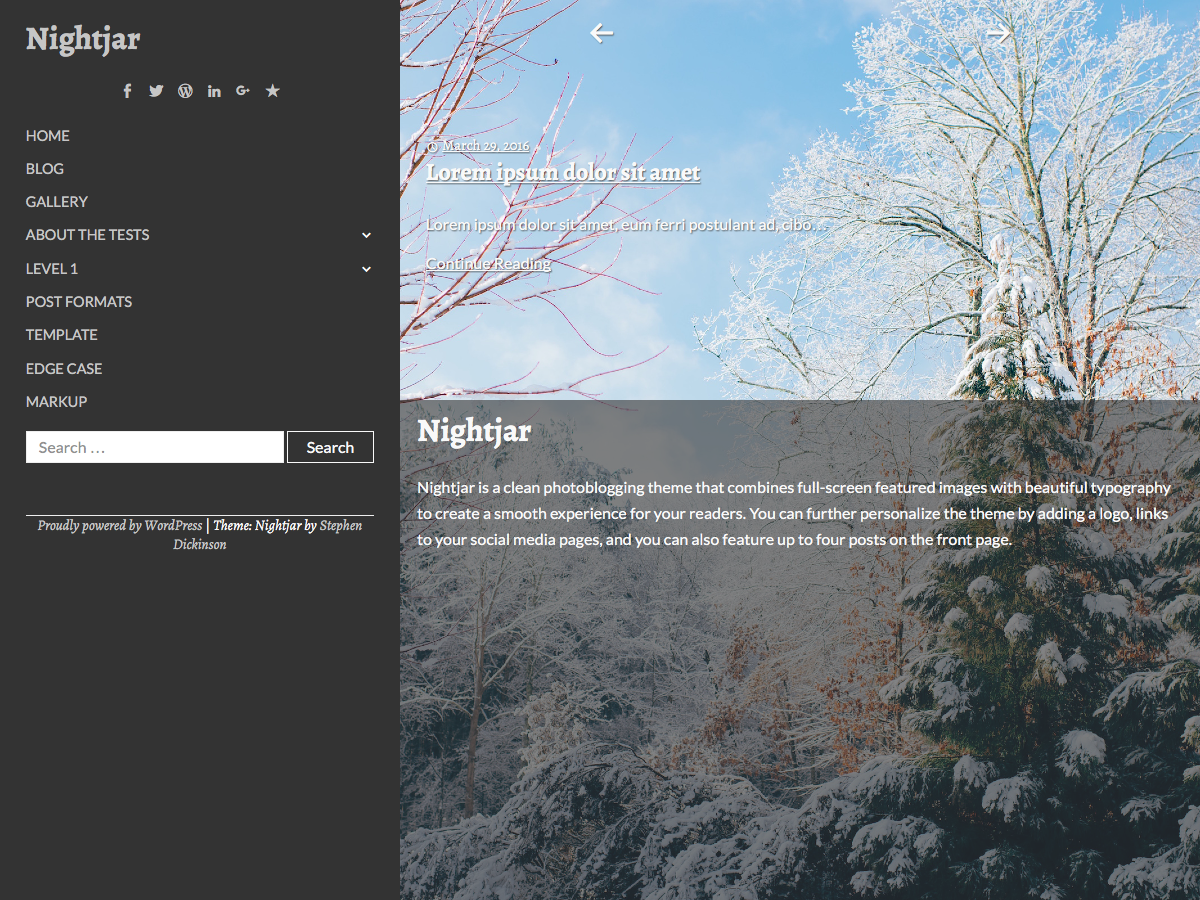 Nightjar
HOME
BLOG
GALLERY
ABOUT THE TESTS
LEVEL 1
POST FORMATS
TEMPLATE
EDGE CASE
MARKUP
Search …
Search
Proudly powered by WordPress | Theme: Nightjar by Stephen
Dickinson
March 29, 2016
Lorem ipsum dolor sit amet
Lorem ipsum dolor sit amet, eum ferri postulant ad, cibo…
Continue Reading
Nightjar
Nightjar is a clean photoblogging theme that combines full-screen featured images with beautiful typography
to create a smooth experience for your readers. You can further personalize the theme by adding a logo, links
to your social media pages, and you can also feature up to four posts on the front page.